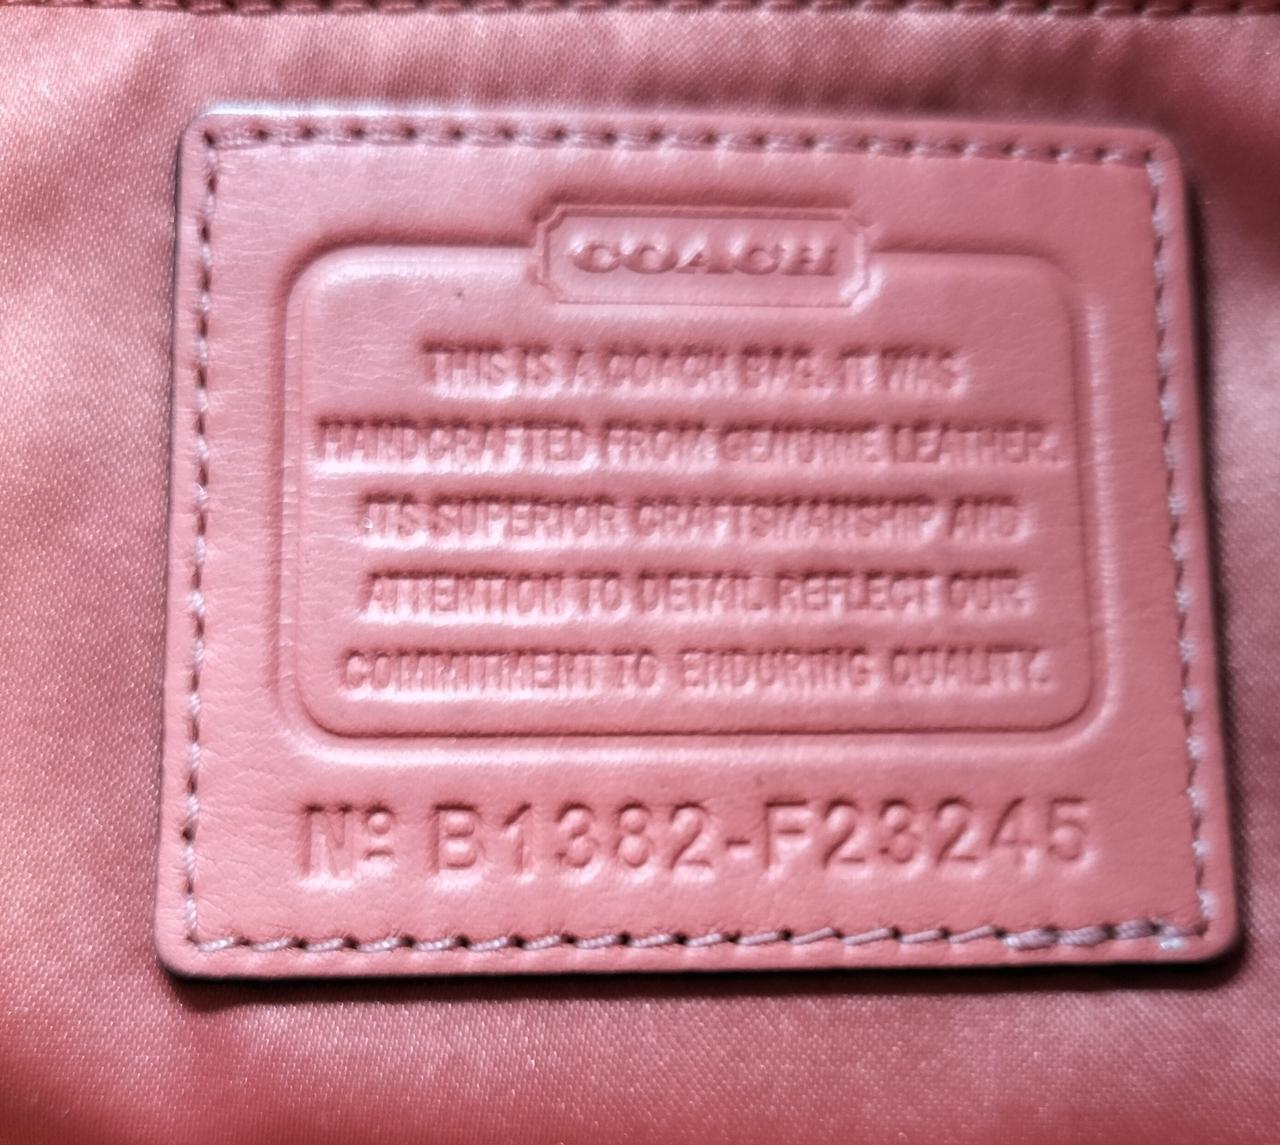 COACH
THIS IS A COACH BAG. IT WAS
HANDCRAFTED FROM GENUINE LEATHER.
ITS SUPERIOR CRAFTSMANSHIP AND
ATTENTION TO DETAIL REFLECT OUR
COMMITMENT TO ENDURING QUALITY.
Nº B1382-F23245